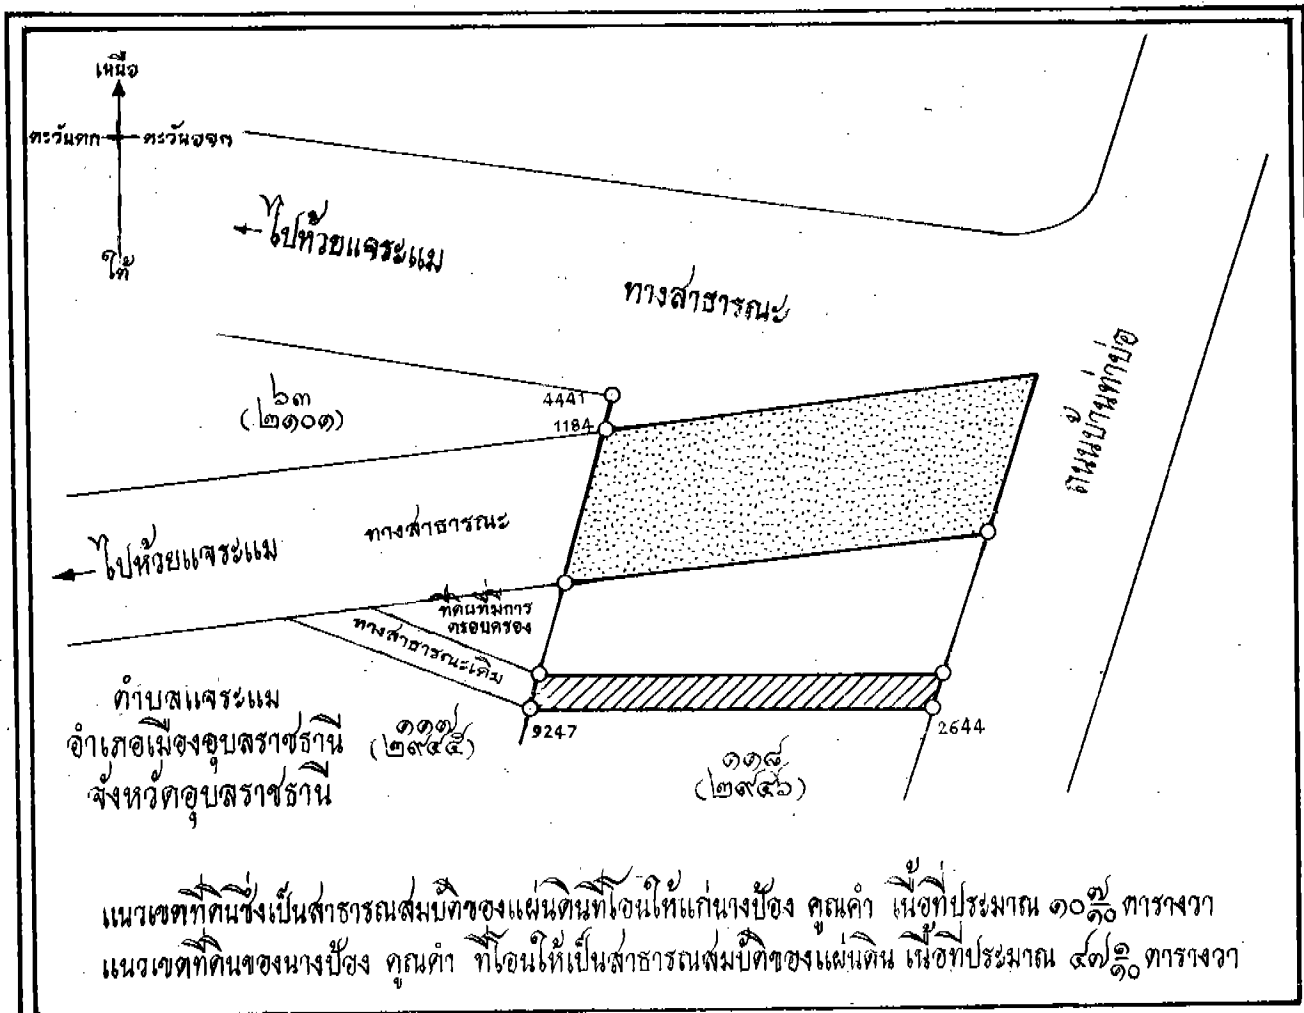 เหนือ
ตะวันตก ตะวันออก
ใต้
ไปห้วยแจระแม
ทางสาธารณะ
ถนนบ้านท่าบ่อ
๖๓
(๒๑๐๑)
4441
1184
ทางสาธารณะ
ไปห้วยแจระแม
ที่ดินที่มีการ
ครอบครอง
ทางสาธารณะเดิม
ตำบลแจระแม
อำเภอเมืองอุบลราชธานี
จังหวัดอุบลราชธานี
๑๑๗
(๒๙๔๕)
9247
2644
๑๑๘
(๒๙๔๖)
แนวเขตที่ดินซึ่งเป็นสาธารณสมบัติของแผ่นดินที่โอนให้แก่นางป้อง คูณคำ เนื้อที่ประมาณ ๑๐ ๗/๑๐ ตารางวา
แนวเขตที่ดินของนางป้อง คูณคำ ที่โอนให้เป็นสาธารณสมบัติของแผ่นดิน เนื้อที่ประมาณ ๔๗ ๑/๑๐ ตารางวา